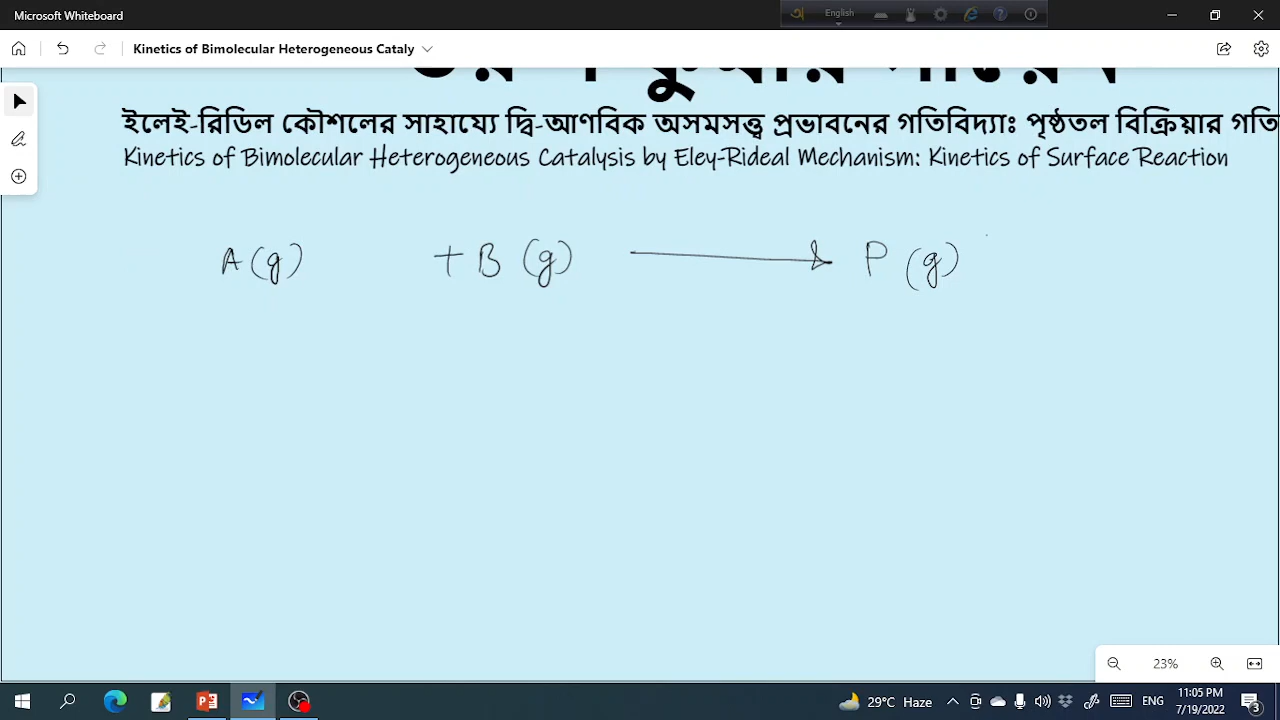 Microsoft Whiteboard
English
Kinetics of Bimolecular Heterogeneous Cataly
ইলেই-রিডিল কৌশলের সাহায্যে দ্বি-আণবিক অসমসত্ত্ব প্রভাবনের গতিবিদ্যাঃ পৃষ্ঠতল বিক্রিয়ার গতি
Kinetics of Bimolecular Heterogeneous Catalysis by Eley-Rideal Mechanism: Kinetics of Surface Reaction
A (g) + B (g) → P (g)
23%
29°C Haze ENG 11:05 PM
7/19/2022
3